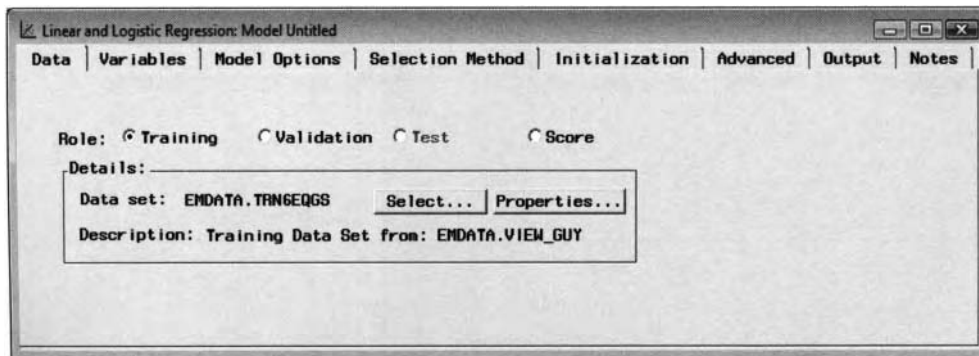 Linear and Logistic Regression: Model Untitled
Data | Variables | Model Options | Selection Method | Initialization | Advanced | Output | Notes
Role: Training Validation Test Score
Details:
Data set: EMDATA.TRN6EQGS Select... Properties...
Description: Training Data Set from: EMDATA.VIEW_GUY